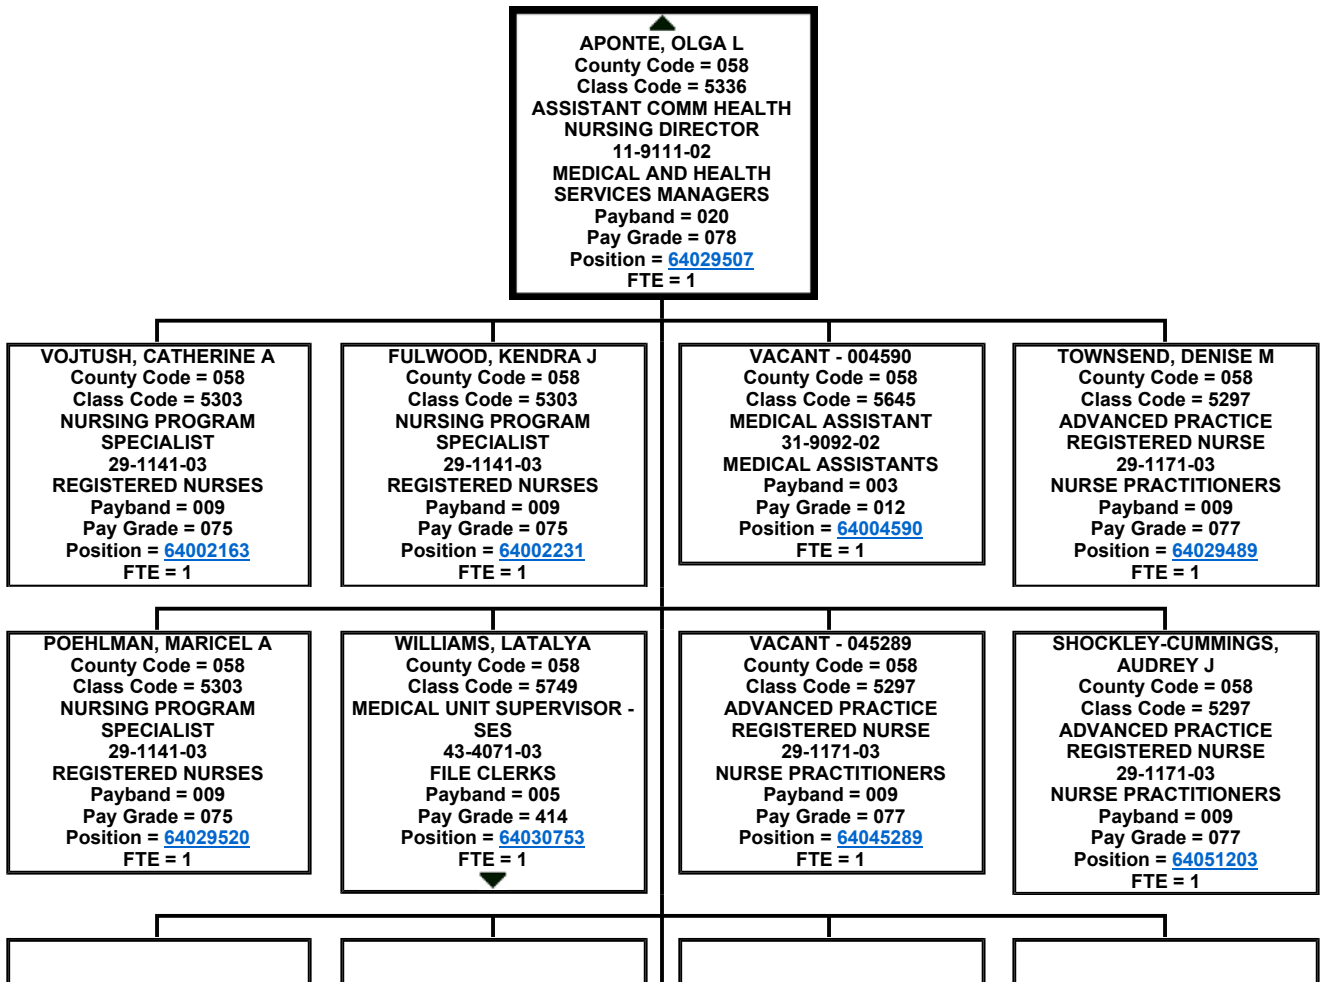 APONTE, OLGA L
County Code = 058
Class Code = 5336
ASSISTANT COMM HEALTH
NURSING DIRECTOR
11-9111-02
MEDICAL AND HEALTH
SERVICES MANAGERS
Payband = 020
Pay Grade = 078
Position = 64029507
FTE = 1
VOJTUSH, CATHERINE A
County Code = 058
Class Code = 5303
NURSING PROGRAM
SPECIALIST
29-1141-03
REGISTERED NURSES
Payband = 009
Pay Grade = 075
Position = 64002163
FTE = 1
FULWOOD, KENDRA J
County Code = 058
Class Code = 5303
NURSING PROGRAM
SPECIALIST
29-1141-03
REGISTERED NURSES
Payband = 009
Pay Grade = 075
Position = 64002231
FTE = 1
VACANT - 004590
County Code = 058
Class Code = 5645
MEDICAL ASSISTANT
31-9092-02
MEDICAL ASSISTANTS
Payband = 003
Pay Grade = 012
Position = 64004590
FTE = 1
TOWNSEND, DENISE M
County Code = 058
Class Code = 5297
ADVANCED PRACTICE
REGISTERED NURSE
29-1171-03
NURSE PRACTITIONERS
Payband = 009
Pay Grade = 077
Position = 64029489
FTE = 1
POEHLMAN, MARICEL A
County Code = 058
Class Code = 5303
NURSING PROGRAM
SPECIALIST
29-1141-03
REGISTERED NURSES
Payband = 009
Pay Grade = 075
Position = 64029520
FTE = 1
WILLIAMS, LATALYA
County Code = 058
Class Code = 5749
MEDICAL UNIT SUPERVISOR -
SES
43-4071-03
FILE CLERKS
Payband = 005
Pay Grade = 414
Position = 64030753
FTE = 1
VACANT - 045289
County Code = 058
Class Code = 5297
ADVANCED PRACTICE
REGISTERED NURSE
29-1171-03
NURSE PRACTITIONERS
Payband = 009
Pay Grade = 077
Position = 64045289
FTE = 1
SHOCKLEY-CUMMINGS,
AUDREY J
County Code = 058
Class Code = 5297
ADVANCED PRACTICE
REGISTERED NURSE
29-1171-03
NURSE PRACTITIONERS
Payband = 009
Pay Grade = 077
Position = 64051203
FTE = 1